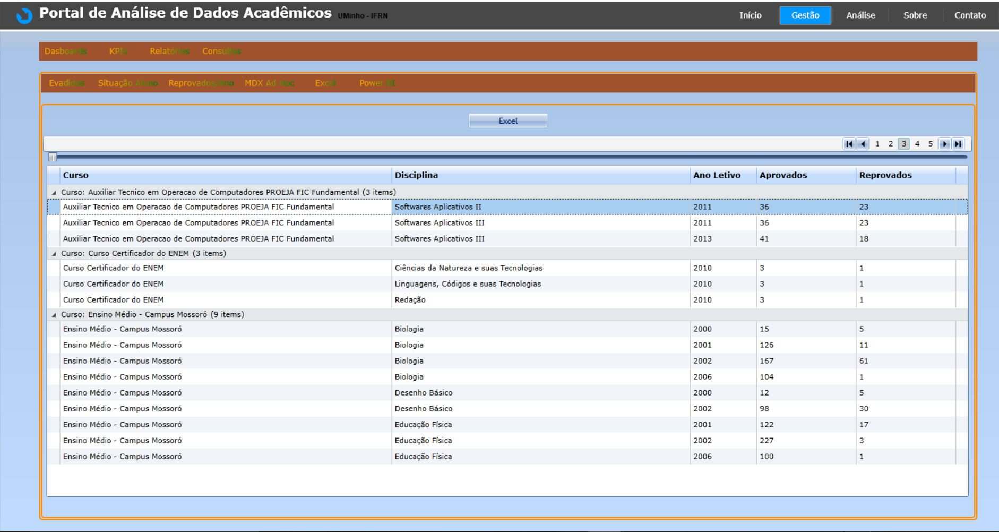 Portal de Análise de Dados Acadêmicos UMinho - IFRN Início Gestão Análise Sobre Contato
Dasboards KPIs Relatórios Consultas
Evadidos Situação Aluno Reprovados/Ano MDX Ad Hoc Excel Power
Excel
1 2 3 4 5
Curso Disciplina Ano Letivo Aprovados Reprovados
Curso: Auxiliar Tecnico em Operacao de Computadores PROEJA FIC Fundamental (3 items)
Auxiliar Tecnico em Operacao de Computadores PROEJA FIC Fundamental Softwares Aplicativos II 2011 36 23
Auxiliar Tecnico em Operacao de Computadores PROEJA FIC Fundamental Softwares Aplicativos III 2011 36 23
Auxiliar Tecnico em Operacao de Computadores PROEJA FIC Fundamental Softwares Aplicativos III 2013 41 18
Curso: Curso Certificador do ENEM (3 items)
Curso Certificador do ENEM Ciências da Natureza e suas Tecnologias 2010 3 1
Curso Certificador do ENEM Linguagens, Códigos e suas Tecnologias 2010 3 1
Curso Certificador do ENEM Redação 2010 3 1
Curso: Ensino Médio - Campus Mossoró (9 items)
Ensino Médio - Campus Mossoró Biologia 2000 15 5
Ensino Médio - Campus Mossoró Biologia 2001 126 11
Ensino Médio - Campus Mossoró Biologia 2002 167 61
Ensino Médio - Campus Mossoró Biologia 2006 104 1
Ensino Médio - Campus Mossoró Desenho Básico 2000 12 5
Ensino Médio - Campus Mossoró Desenho Básico 2002 98 30
Ensino Médio - Campus Mossoró Educação Física 2001 122 17
Ensino Médio - Campus Mossoró Educação Física 2002 227 3
Ensino Médio - Campus Mossoró Educação Física 2006 100 1